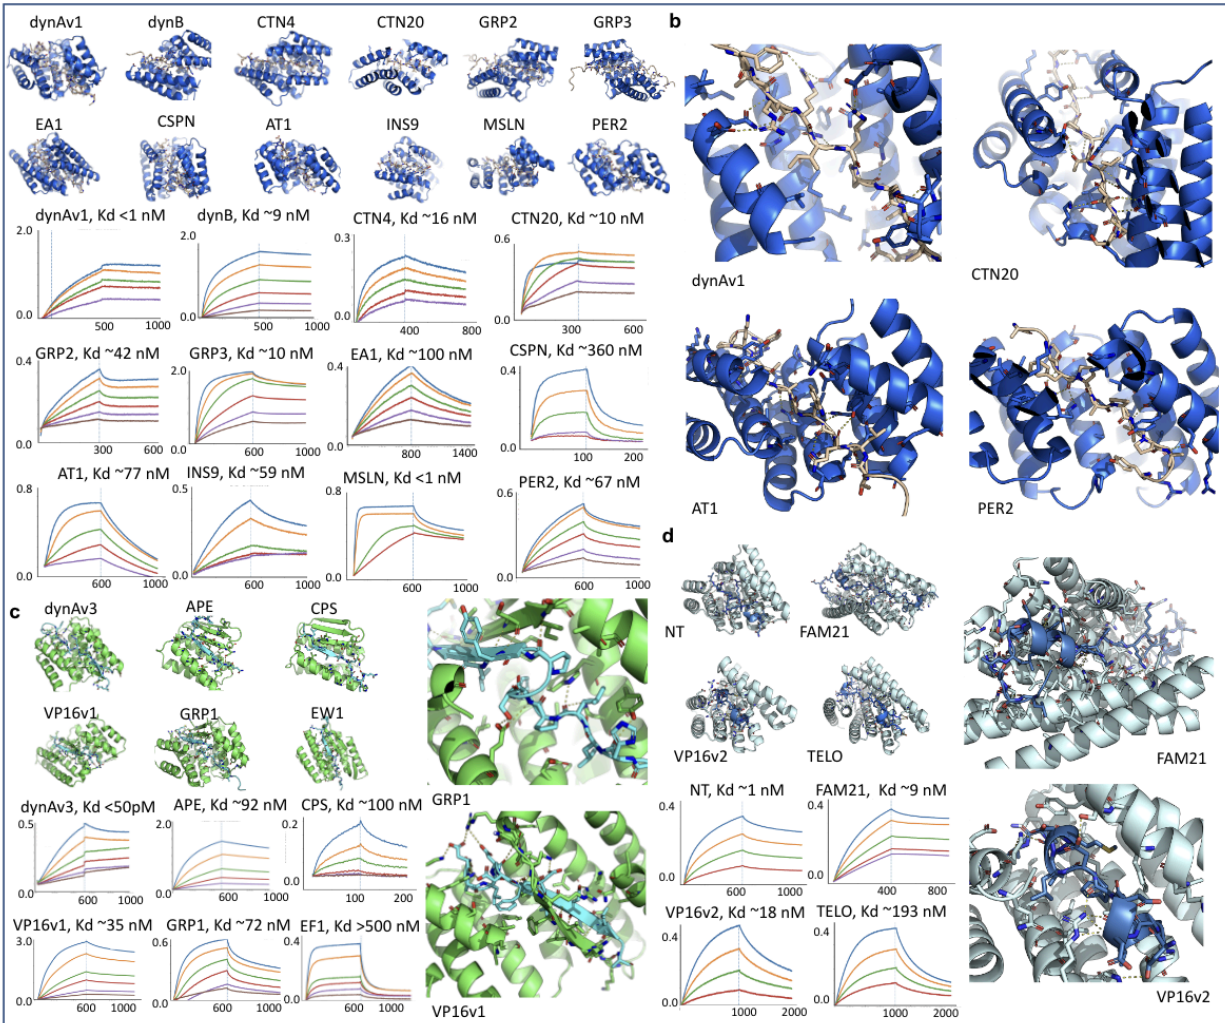 dynAv1 dynB CTN4 CTN20 GRP2 GRP3
EA1 CSPN AT1 INS9 MSLN PER2
dynAv1, Kd <1 nM dynB, Kd ~9 nM CTN4, Kd ~16 nM CTN20, Kd ~10 nM
2.0 2.0 0.3 0.6
0.0 0.0 0.0 0.0
500 1000 500 1000 400 800 300 600
GRP2, Kd ~42 nM GRP3, Kd ~10 nM EA1, Kd ~100 nM CSPN, Kd ~360nM
0.4 2.0 0.4 0.4
0.0 0.0 0.0 0.0
300 600 600 1000 800 1400 100 200
AT1, Kd ~77 nM INS9, Kd ~59 nM MSLN, Kd <1 nM PER2, Kd ~67 nM
0.8 0.5 0.4 0.6
0.0 0.0 0.0 0.0
600 1000 600 1000 600 1000 600 1000
b
dynAv1 CTN20
AT1 PER2
c
dynAv3 APE CPS
VP16v1 GRP1 EW1
dynAv3, Kd <50pM APE, Kd ~92 nM CPS, Kd ~100 nM
0.5 0.4 0.2
0.0 0.0 0.0
600 1000 600 1000 100 200
VP16v1, Kd ~35 nM GRP1, Kd ~72 nM EF1, Kd >500 nM
3.0 0.6 0.4
0.0 0.0 0.0
600 1000 600 1000 600 1000
GRP1
VP16v1
d
NT FAM21
VP16v2 TELO
FAM21
NT, Kd ~1 nM FAM21, Kd ~9 nM
0.4 0.4
0.0 0.0
600 1000 400 800
VP16v2, Kd ~18 nM TELO, Kd ~193 nM
0.4 0.4
0.0 0.0
1000 2000 1000 2000
VP16v2